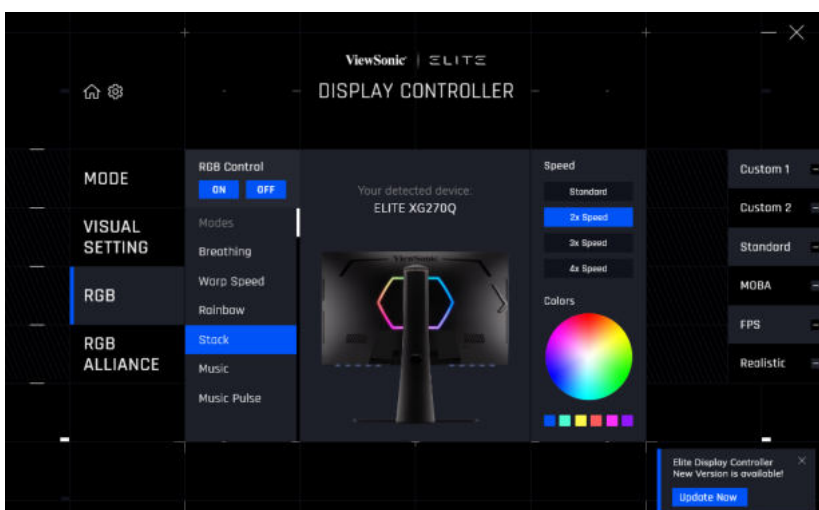 ViewSonic ELITE
DISPLAY CONTROLLER
MODE
VISUAL
SETTING
RGB
RGB
ALLIANCE
RGB Control
ON OFF
Modes
Breathing
Warp Speed
Rainbow
Stack
Music
Music Pulse
Your detected device:
ELITE XG270Q
ViewSonic
Speed
Standard
2x Speed
3x Speed
4x Speed
Colors
Custom 1
Custom 2
Standard
MOBA
FPS
Realistic
Elite Display Controller
New Version is available!
Update Now